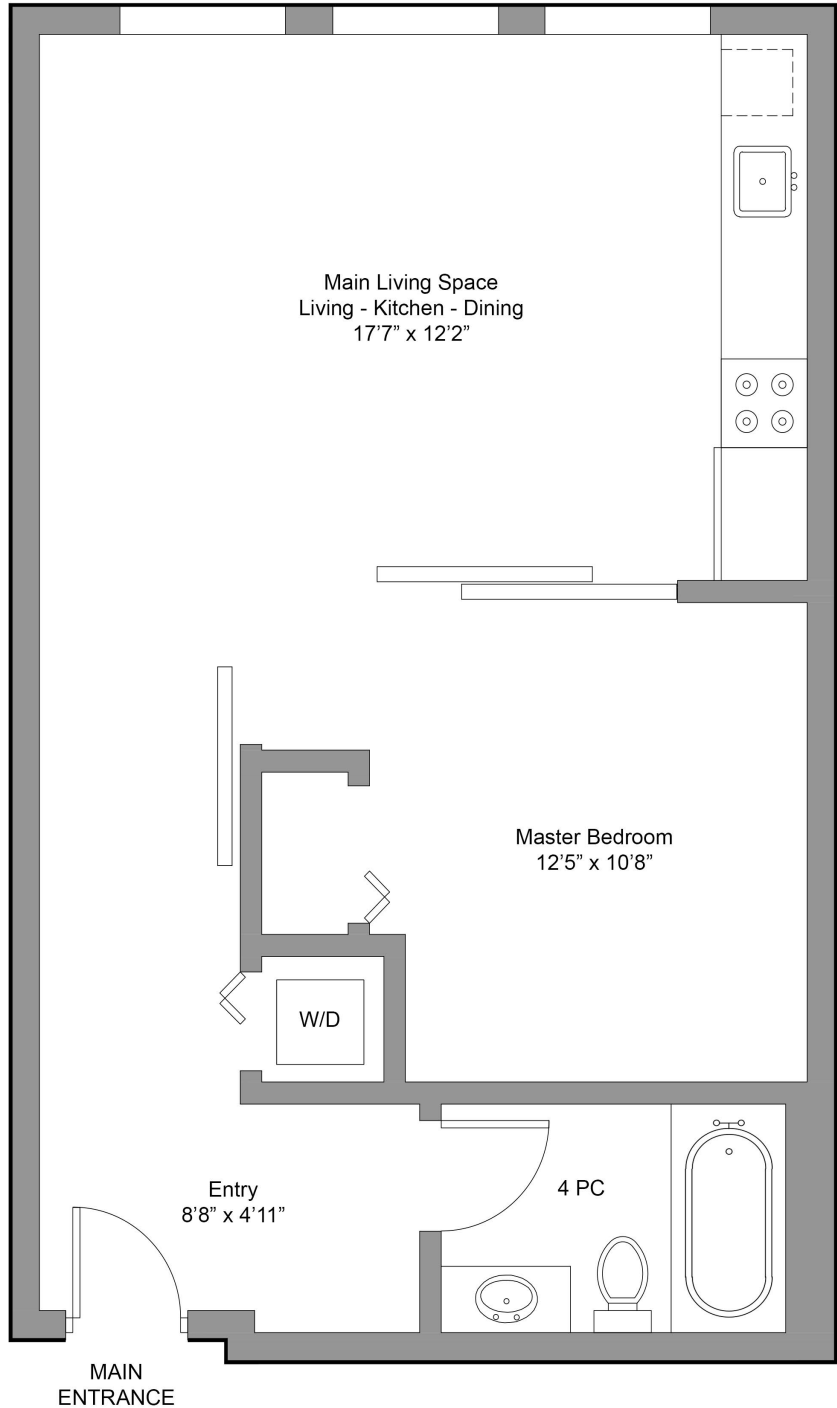 Main Living Space
Living - Kitchen - Dining
17’7” x 12’2”
Master Bedroom
12’5” x 10’8”
W/D
Entry
8’8” x 4’11”
4 PC
MAIN
ENTRANCE